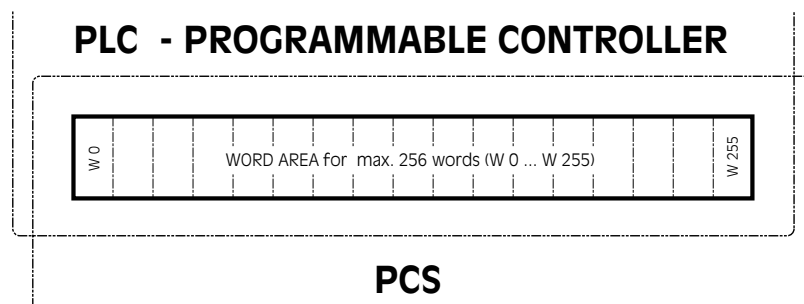 PLC - PROGRAMMABLE CONTROLLER
W 0
WORD AREA for max. 256 words (W 0 ... W 255)
W 255
PCS